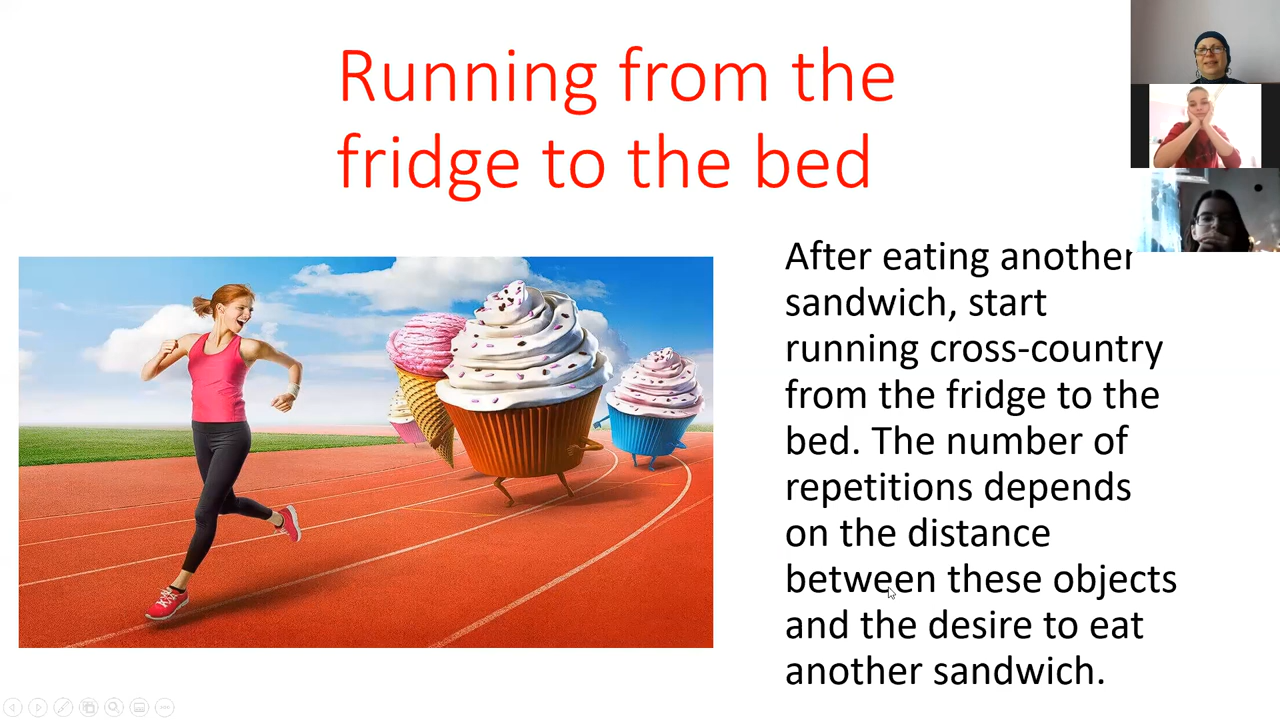 Running from the
fridge to the bed
After eating another
sandwich, start
running cross-country
from the fridge to the
bed. The number of
repetitions depends
on the distance
between these objects
and the desire to eat
another sandwich.